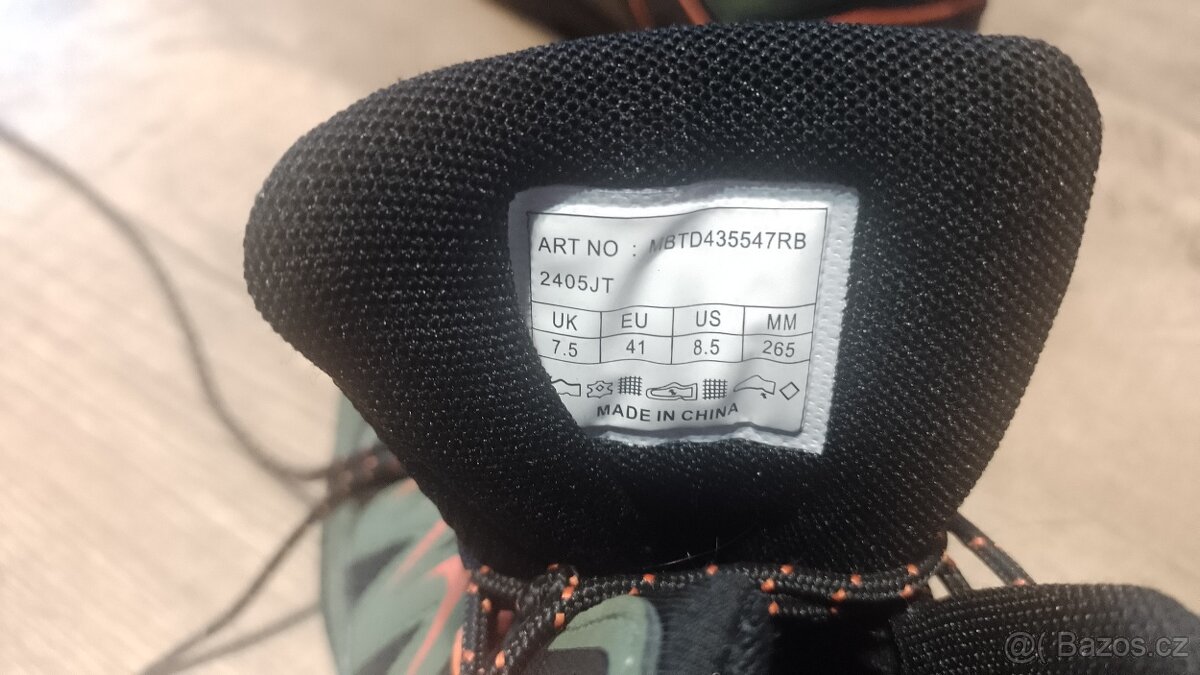 ART NO : MBTD435547RB
2405JT
UK EU US MM
7.5 41 8.5 265
MADE IN CHINA
@( Bazos.cz